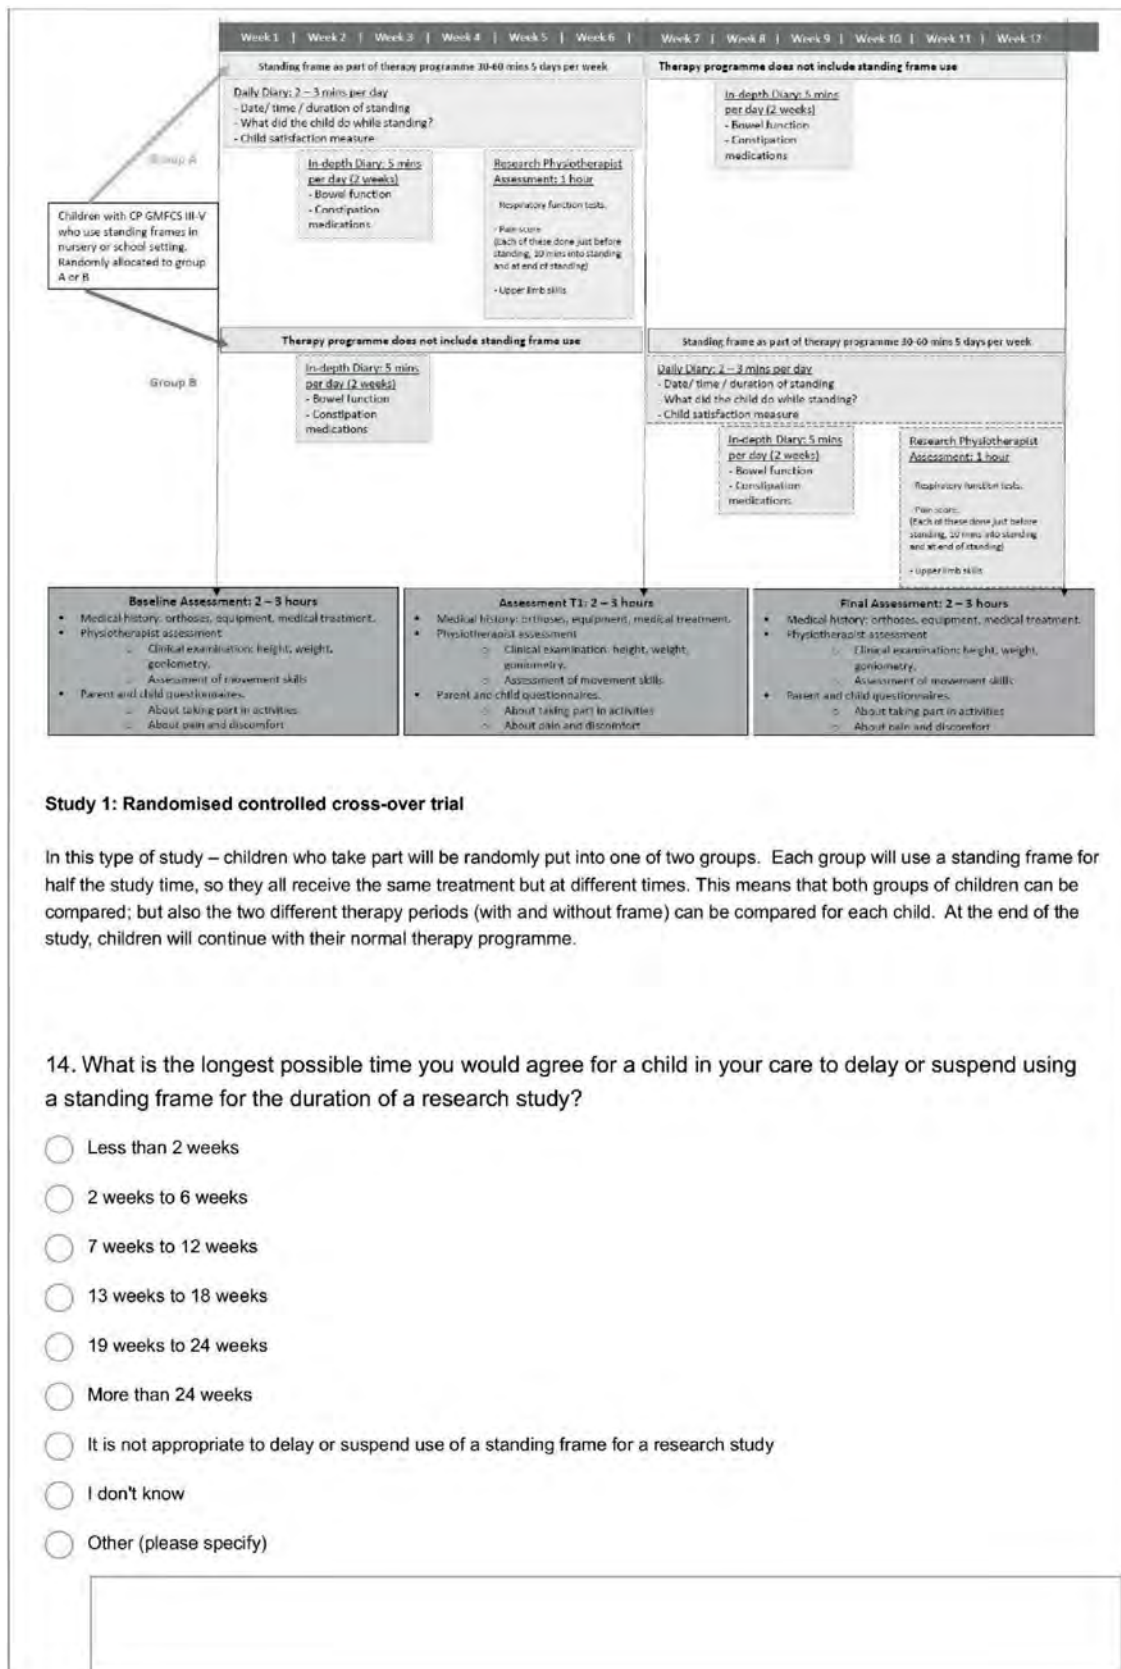 Week 1 | Week 2 | Week 3 | Week 4 | Week 5 | Week 6 | Week 7 | Week 8 | Week 9 | Week 10 | Week 11 | Week 12
Standing frame as part of therapy programme 30-60 mins 5 days per week
Therapy programme does not include standing frame use
Daily Diary: 2 – 3 mins per day
- Date/ time / duration of standing
- What did the child do while standing?
- Child satisfaction measure
In-depth Diary: 5 mins
per day (2 weeks)
- Bowel function
- Constipation
medications
Group A
In-depth Diary: 5 mins
per day (2 weeks)
- Bowel function
- Constipation
medications
Research Physiotherapist
Assessment: 1 hour
- Respiratory function tests.
- Pain score
(Each of these done just before
standing, 10 mins into standing
and at end of standing)
- Upper limb skills
Children with CP GMFCS III-V
who use standing frames in
nursery or school setting.
Randomly allocated to group
A or B
Therapy programme does not include standing frame use
Standing frame as part of therapy programme 30-60 mins 5 days per week
Group B
In-depth Diary: 5 mins
per day (2 weeks)
- Bowel function
- Constipation
medications
Daily Diary: 2 – 3 mins per day
- Date/ time / duration of standing
What did the child do while standing?
- Child satisfaction measure
In-depth Diary: 5 mins
per day (2 weeks)
- Bowel function
- Constipation
medications
Research Physiotherapist
Assessment: 1 hour
Respiratory function tests.
Pain score.
(Each of these done just before
standing, 10 mins into standing
and at end of standing)
- Upper limb skills
Baseline Assessment: 2 – 3 hours
• Medical history: orthoses, equipment, medical treatment.
• Physiotherapist assessment
○ Clinical examination: height, weight,
goniometry.
○ Assessment of movement skills
• Parent and child questionnaires.
○ About taking part in activities
○ About pain and discomfort
Assessment T1: 2 – 3 hours
• Medical history: orthoses, equipment, medical treatment.
• Physiotherapist assessment
○ Clinical examination: height, weight,
goniometry.
○ Assessment of movement skills
• Parent and child questionnaires.
○ About taking part in activities
○ About pain and discomfort
Final Assessment: 2 – 3 hours
• Medical history: orthoses, equipment, medical treatment.
• Physiotherapist assessment
○ Clinical examination: height, weight,
goniometry.
○ Assessment of movement skills
• Parent and child questionnaires.
○ About taking part in activities
○ About pain and discomfort
Study 1: Randomised controlled cross-over trial
In this type of study – children who take part will be randomly put into one of two groups. Each group will use a standing frame for
half the study time, so they all receive the same treatment but at different times. This means that both groups of children can be
compared; but also the two different therapy periods (with and without frame) can be compared for each child. At the end of the
study, children will continue with their normal therapy programme.
14. What is the longest possible time you would agree for a child in your care to delay or suspend using
a standing frame for the duration of a research study?
Less than 2 weeks
2 weeks to 6 weeks
7 weeks to 12 weeks
13 weeks to 18 weeks
19 weeks to 24 weeks
More than 24 weeks
It is not appropriate to delay or suspend use of a standing frame for a research study
I don't know
Other (please specify)